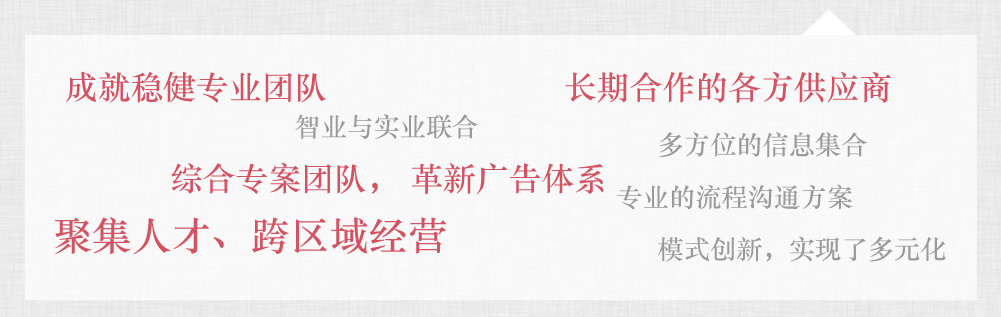 成就稳健专业团队
长期合作的各方供应商
智业与实业联合
多方位的信息集合
综合专案团队， 革新广告体系
专业的流程沟通方案
聚集人才、跨区域经营
模式创新，实现了多元化